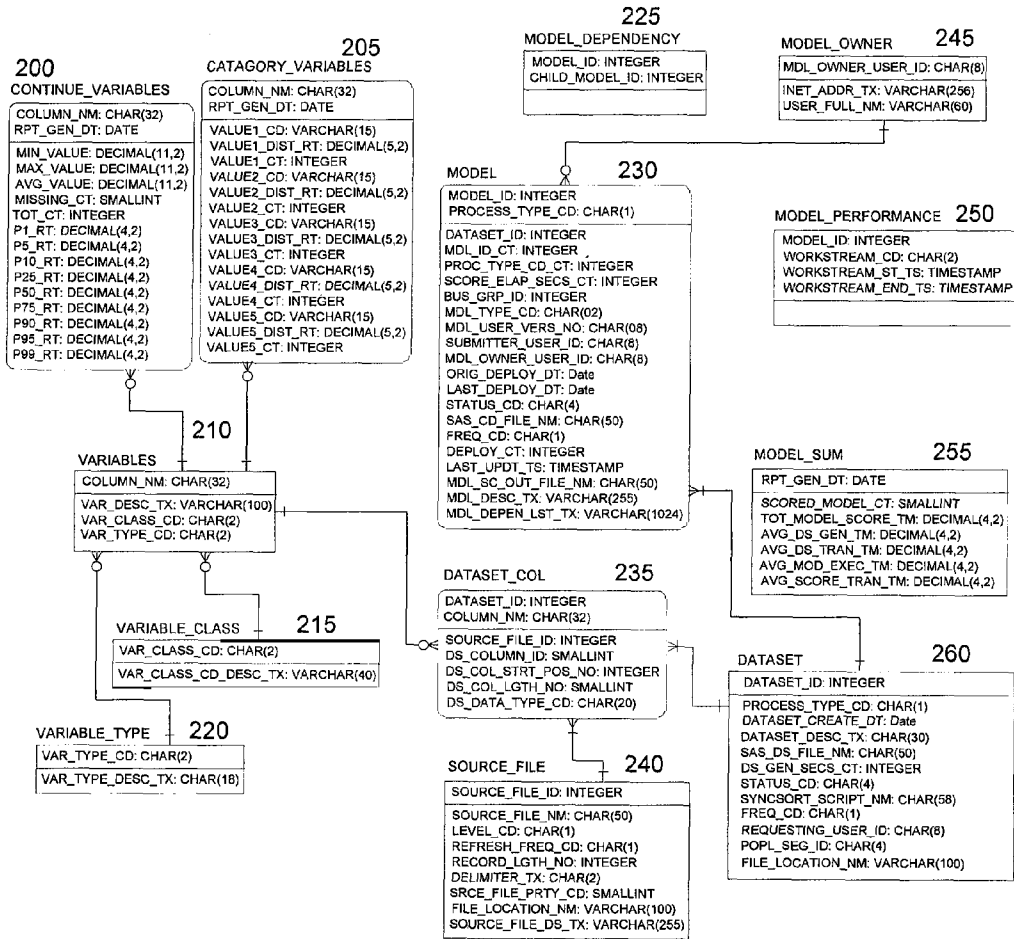 200
CONTINUE_VARIABLES
COLUMN_NM: CHAR(32)
RPT_GEN_DT: DATE
MIN_VALUE: DECIMAL(11,2)
MAX_VALUE: DECIMAL(11,2)
AVG_VALUE: DECIMAL(11,2)
MISSING_CT: SMALLINT
TOT_CT: INTEGER
P1_RT: DECIMAL(4,2)
P5_RT: DECIMAL(4,2)
P10_RT: DECIMAL(4,2)
P25_RT: DECIMAL(4,2)
P50_RT: DECIMAL(4,2)
P75_RT: DECIMAL(4,2)
P90_RT: DECIMAL(4,2)
P95_RT: DECIMAL(4,2)
P99_RT: DECIMAL(4,2)
205
CATAGORY_VARIABLES
COLUMN_NM: CHAR(32)
RPT_GEN_DT: DATE
VALUE1_CD: VARCHAR(15)
VALUE1_DIST_RT: DECIMAL(5,2)
VALUE1_CT: INTEGER
VALUE2_CD: VARCHAR(15)
VALUE2_DIST_RT: DECIMAL(5,2)
VALUE2_CT: INTEGER
VALUE3_CD: VARCHAR(15)
VALUE3_DIST_RT: DECIMAL(5,2)
VALUE3_CT: INTEGER
VALUE4_CD: VARCHAR(15)
VALUE4_DIST_RT: DECIMAL(5,2)
VALUE4_CT: INTEGER
VALUE5_CD: VARCHAR(15)
VALUE5_DIST_RT: DECIMAL(5,2)
VALUE5_CT: INTEGER
225
MODEL_DEPENDENCY
MODEL_ID: INTEGER
CHILD_MODEL_ID: INTEGER
MODEL_OWNER 245
MDL_OWNER_USER_ID: CHAR(8)
INET_ADDR_TX: VARCHAR(256)
USER_FULL_NM: VARCHAR(60)
MODEL 230
MODEL_ID: INTEGER
PROCESS_TYPE_CD: CHAR(1)
DATASET_ID: INTEGER
MDL_ID_CT: INTEGER
PROC_TYPE_CD_CT: INTEGER
SCORE_ELAP_SECS_CT: INTEGER
BUS_GRP_ID: INTEGER
MDL_TYPE_CD: CHAR(02)
MDL_USER_VERS_NO: CHAR(08)
SUBMITTER_USER_ID: CHAR(8)
MDL_OWNER_USER_ID: CHAR(8)
ORIG_DEPLOY_DT: Date
LAST_DEPLOY_DT: Date
STATUS_CD: CHAR(4)
SAS_CD_FILE_NM: CHAR(50)
FREQ_CD: CHAR(1)
DEPLOY_CT: INTEGER
LAST_UPDT_TS: TIMESTAMP
MDL_SC_OUT_FILE_NM: CHAR(50)
MDL_DESC_TX: VARCHAR(255)
MDL_DEPEN_LST_TX: VARCHAR(1024)
MODEL_PERFORMANCE 250
MODEL_ID: INTEGER
WORKSTREAM_CD: CHAR(2)
WORKSTREAM_ST_TS: TIMESTAMP
WORKSTREAM_END_TS: TIMESTAMP
210
VARIABLES
COLUMN_NM: CHAR(32)
VAR_DESC_TX: VARCHAR(100)
VAR_CLASS_CD: CHAR(2)
VAR_TYPE_CD: CHAR(2)
MODEL_SUM 255
RPT_GEN_DT: DATE
SCORED_MODEL_CT: SMALLINT
TOT_MODEL_SCORE_TM: DECIMAL(4,2)
AVG_DS_GEN_TM: DECIMAL(4,2)
AVG_DS_TRAN_TM: DECIMAL(4,2)
AVG_MOD_EXEC_TM: DECIMAL(4,2)
AVG_SCORE_TRAN_TM: DECIMAL(4,2)
VARIABLE_CLASS 215
VAR_CLASS_CD: CHAR(2)
VAR_CLASS_CD_DESC_TX: VARCHAR(40)
DATASET_COL 235
DATASET_ID: INTEGER
COLUMN_NM: CHAR(32)
SOURCE_FILE_ID: INTEGER
DS_COLUMN_ID: SMALLINT
DS_COL_STRT_POS_NO: INTEGER
DS_COL_LGTH_NO: SMALLINT
DS_DATA_TYPE_CD: CHAR(20)
DATASET 260
DATASET_ID: INTEGER
PROCESS_TYPE_CD: CHAR(1)
DATASET_CREATE_DT: Date
DATASET_DESC_TX: CHAR(30)
SAS_DS_FILE_NM: CHAR(50)
DS_GEN_SECS_CT: INTEGER
STATUS_CD: CHAR(4)
SYNCSORT_SCRIPT_NM: CHAR(58)
FREQ_CD: CHAR(1)
REQUESTING_USER_ID: CHAR(8)
POPL_SEG_ID: CHAR(4)
FILE_LOCATION_NM: VARCHAR(100)
VARIABLE_TYPE 220
VAR_TYPE_CD: CHAR(2)
VAR_TYPE_DESC_TX: CHAR(18)
SOURCE_FILE 240
SOURCE_FILE_ID: INTEGER
SOURCE_FILE_NM: CHAR(50)
LEVEL_CD: CHAR(1)
REFRESH_FREQ_CD: CHAR(1)
RECORD_LGTH_NO: INTEGER
DELIMITER_TX: CHAR(2)
SRCE_FILE_PRTY_CD: SMALLINT
FILE_LOCATION_NM: VARCHAR(100)
SOURCE_FILE_DS_TX: VARCHAR(255)